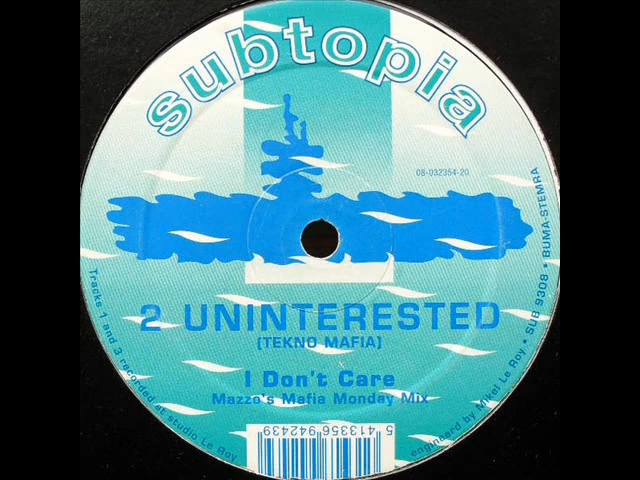 subtopia
08-032354-20
2 UNINTERESTED
(TEKNO MAFIA)
I Don't Care
Mazzo's Mafia Monday Mix
5 413356 942439
Tracks 1 and 3 recorded at studio Le Roy
engineered by Mikel Le Roy • SUB 9308 • BUMA-STEMRA